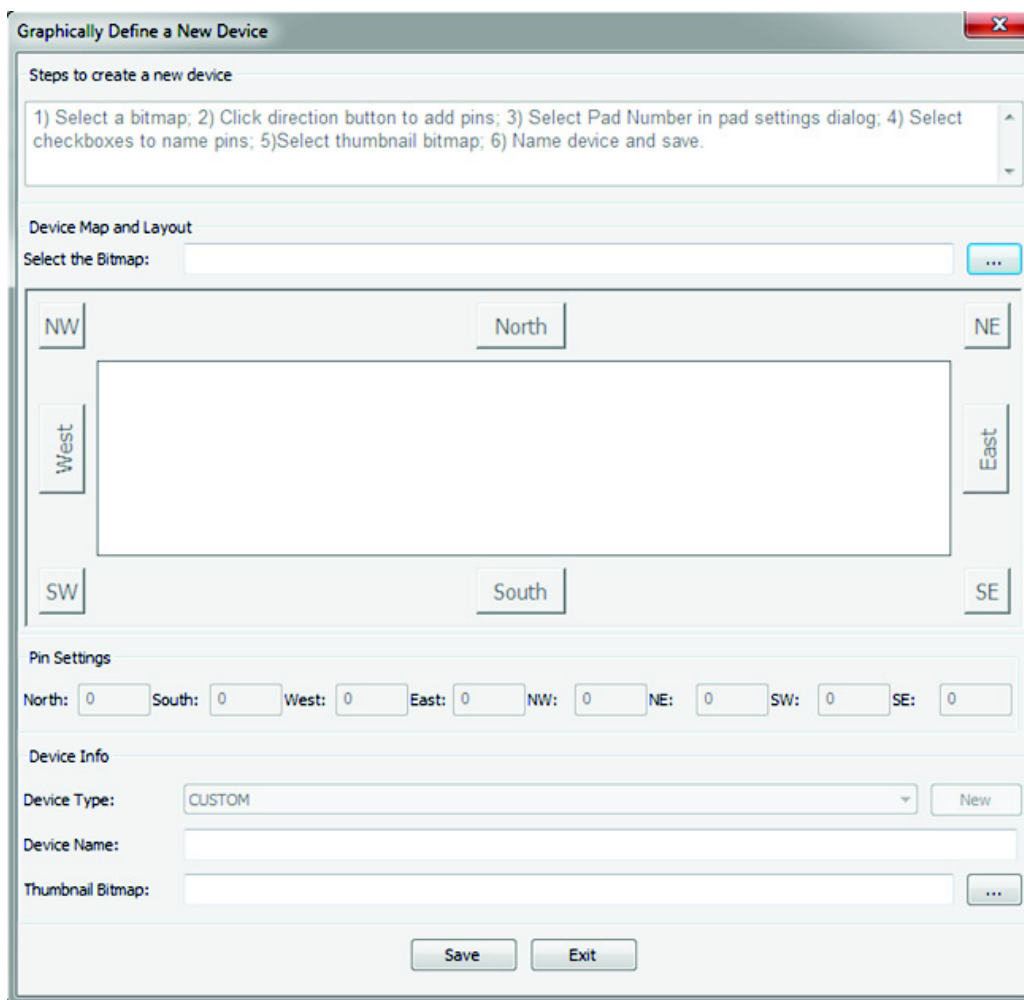 Graphically Define a New Device
X
Steps to create a new device
1) Select a bitmap; 2) Click direction button to add pins; 3) Select Pad Number in pad settings dialog; 4) Select
checkboxes to name pins; 5)Select thumbnail bitmap; 6) Name device and save.
Device Map and Layout
Select the Bitmap: ...
NW North NE
West East
SW South SE
Pin Settings
North: 0 South: 0 West: 0 East: 0 NW: 0 NE: 0 SW: 0 SE: 0
Device Info
Device Type: CUSTOM New
Device Name:
Thumbnail Bitmap: ...
Save Exit